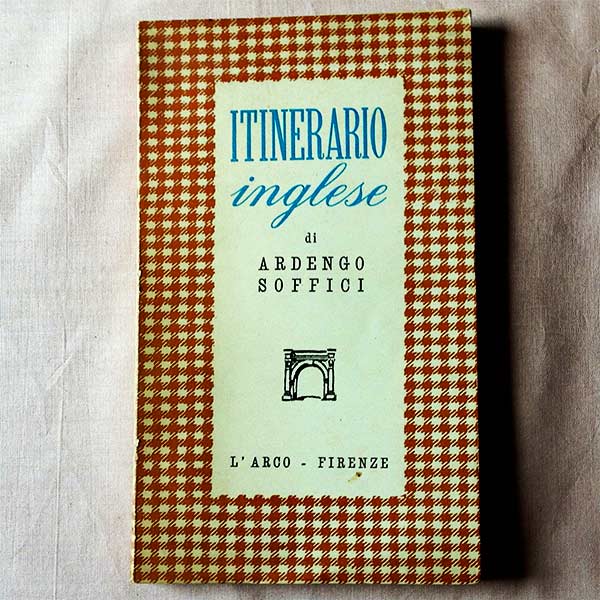 ITINERARIO
inglese
di
ARDENGO
SOFFICI
L'ARCO - FIRENZE